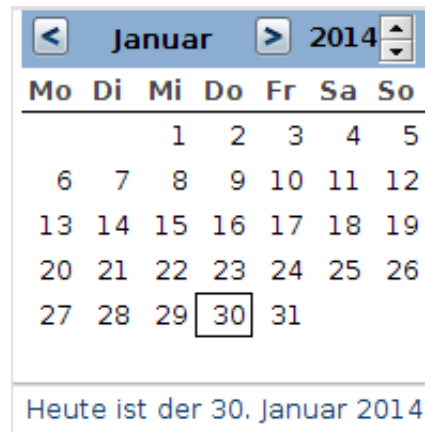 < Januar > 2014
Mo Di Mi Do Fr Sa So
1 2 3 4 5
6 7 8 9 10 11 12
13 14 15 16 17 18 19
20 21 22 23 24 25 26
27 28 29 30 31
Heute ist der 30. Januar 2014